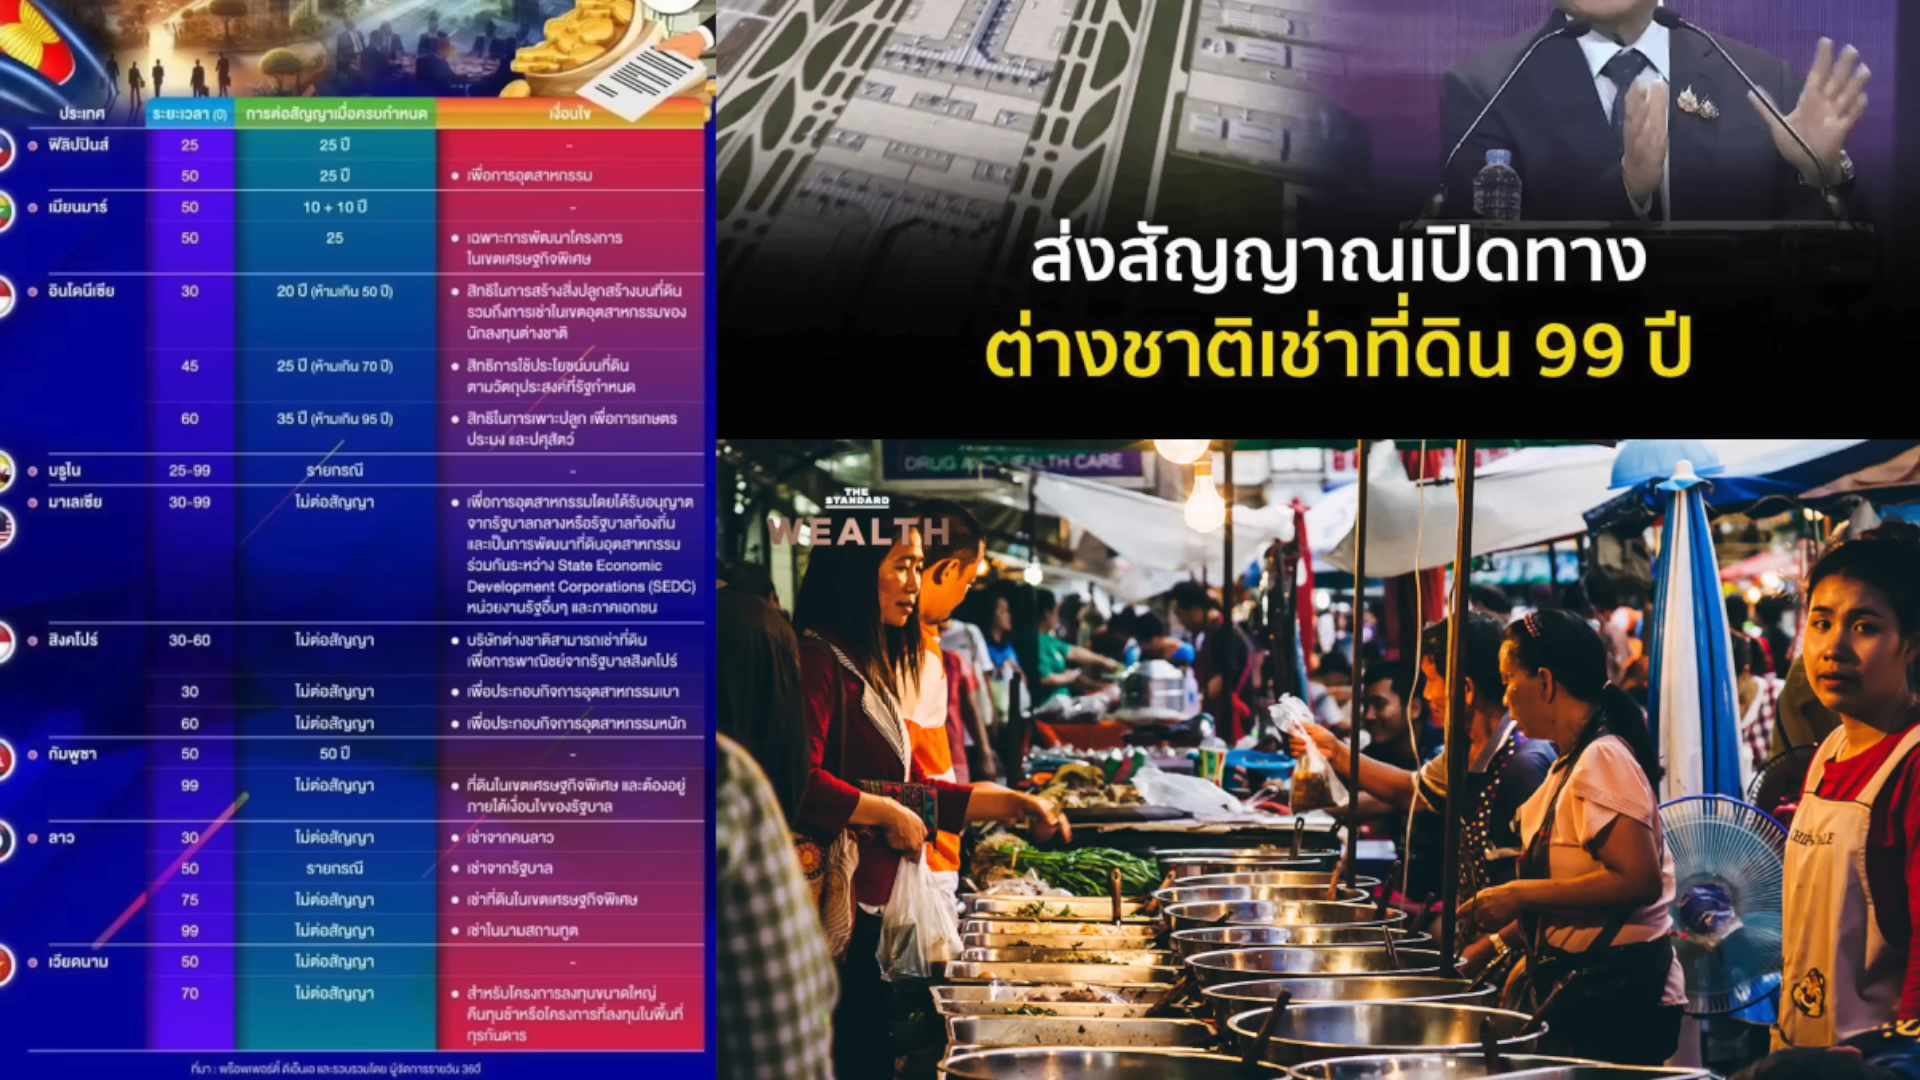 ประเทศ ระยะเวลา (ปี) การต่อสัญญาเมื่อครบกำหนด เงื่อนไข
ฟิลิปปินส์ 25 25 ปี -
50 25 ปี เพื่อการอุตสาหกรรม
เมียนมาร์ 50 10 + 10 ปี -
50 25 เฉพาะการพัฒนาโครงการ
ในเขตเศรษฐกิจพิเศษ
อินโดนีเซีย 30 20 ปี (ห้ามเกิน 50 ปี) สิทธิในการสร้างสิ่งปลูกสร้างบนที่ดิน
รวมถึงการเช่าในเขตอุตสาหกรรมของ
นักลงทุนต่างชาติ
45 25 ปี (ห้ามเกิน 70 ปี) สิทธิการใช้ประโยชน์บนที่ดิน
ตามวัตถุประสงค์ที่รัฐกำหนด
60 35 ปี (ห้ามเกิน 95 ปี) สิทธิในการเพาะปลูก เพื่อการเกษตร
ประมง และปศุสัตว์
บรูไน 25-99 รายกรณี -
มาเลเซีย 30-99 ไม่ต่อสัญญา เพื่อการอุตสาหกรรมโดยได้รับอนุญาต
จากรัฐบาลกลางหรือรัฐบาลท้องถิ่น
และเป็นการพัฒนาที่ดินอุตสาหกรรม
ร่วมกันระหว่าง State Economic
Development Corporations (SEDC)
หน่วยงานรัฐอื่นๆ และภาคเอกชน
สิงคโปร์ 30-60 ไม่ต่อสัญญา บริษัทต่างชาติสามารถเช่าที่ดิน
เพื่อการพาณิชย์จากรัฐบาลสิงคโปร์
30 ไม่ต่อสัญญา เพื่อประกอบกิจการอุตสาหกรรมเบา
60 ไม่ต่อสัญญา เพื่อประกอบกิจการอุตสาหกรรมหนัก
กัมพูชา 50 50 ปี -
99 ไม่ต่อสัญญา ที่ดินในเขตเศรษฐกิจพิเศษ และต้องอยู่
ภายใต้เงื่อนไขของรัฐบาล
ลาว 30 ไม่ต่อสัญญา เช่าจากคนลาว
50 รายกรณี เช่าจากรัฐบาล
75 ไม่ต่อสัญญา เช่าที่ดินในเขตเศรษฐกิจพิเศษ
99 ไม่ต่อสัญญา เช่าในนามสถานทูต
เวียดนาม 50 ไม่ต่อสัญญา -
70 ไม่ต่อสัญญา สำหรับโครงการลงทุนขนาดใหญ่
คืนทุนช้าหรือโครงการที่ลงทุนในพื้นที่
ทุรกันดาร
ที่มา : พร็อพเพอร์ตี้ ดีเอ็นเอ และรวบรวมโดย ผู้จัดการรายวัน 360
ส่งสัญญาณเปิดทาง
ต่างชาติเช่าที่ดิน 99 ปี
DRUG AND HEALTH CARE
THE
STANDARD
WEALTH